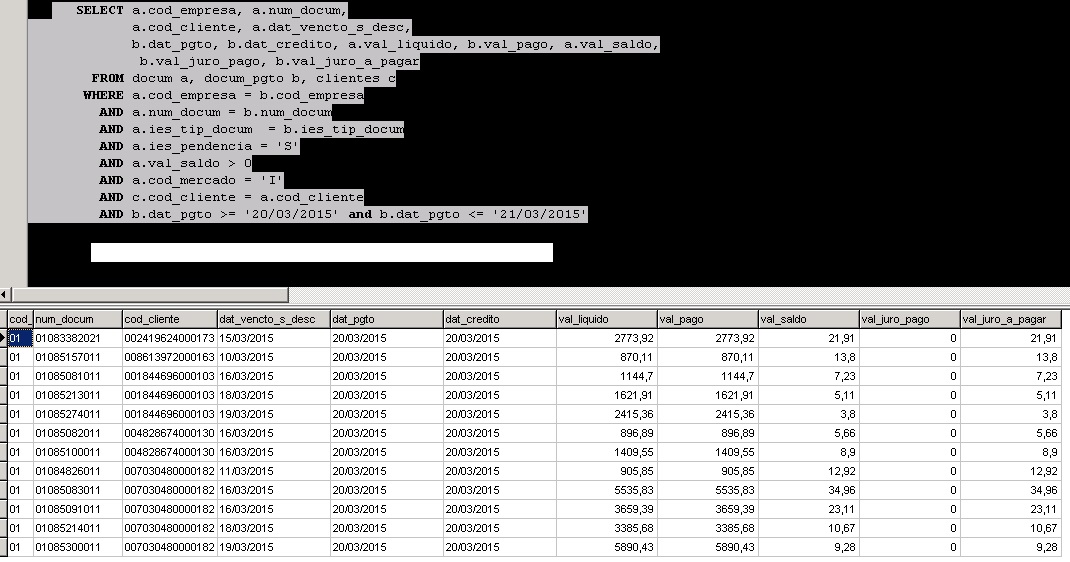 SELECT a.cod_empresa, a.num_docum,
a.cod_cliente, a.dat_vencto_s_desc,
b.dat_pgto, b.dat_credito, a.val_liquido, b.val_pago, a.val_saldo,
b.val_juro_pago, b.val_juro_a_pagar
FROM docum a, docum_pgto b, clientes c
WHERE a.cod_empresa = b.cod_empresa
AND a.num_docum = b.num_docum
AND a.ies_tip_docum  = b.ies_tip_docum
AND a.ies_pendencia = 'S'
AND a.val_saldo > 0
AND a.cod_mercado = 'I'
AND c.cod_cliente = a.cod_cliente
AND b.dat_pgto >= '20/03/2015' and b.dat_pgto <= '21/03/2015'
cod_ num_docum cod_cliente dat_vencto_s_desc dat_pgto dat_credito val_liquido val_pago val_saldo val_juro_pago val_juro_a_pagar
01 01083382021 002419624000173 15/03/2015 20/03/2015 20/03/2015 2773,92 2773,92 21,91 0 21,91
01 01085157011 008613972000163 10/03/2015 20/03/2015 20/03/2015 870,11 870,11 13,8 0 13,8
01 01085081011 001844696000103 16/03/2015 20/03/2015 20/03/2015 1144,7 1144,7 7,23 0 7,23
01 01085213011 001844696000103 18/03/2015 20/03/2015 20/03/2015 1621,91 1621,91 5,11 0 5,11
01 01085274011 001844696000103 19/03/2015 20/03/2015 20/03/2015 2415,36 2415,36 3,8 0 3,8
01 01085082011 004828674000130 16/03/2015 20/03/2015 20/03/2015 896,89 896,89 5,66 0 5,66
01 01085100011 004828674000130 16/03/2015 20/03/2015 20/03/2015 1409,55 1409,55 8,9 0 8,9
01 01084826011 007030480000182 11/03/2015 20/03/2015 20/03/2015 905,85 905,85 12,92 0 12,92
01 01085083011 007030480000182 16/03/2015 20/03/2015 20/03/2015 5535,83 5535,83 34,96 0 34,96
01 01085091011 007030480000182 16/03/2015 20/03/2015 20/03/2015 3659,39 3659,39 23,11 0 23,11
01 01085214011 007030480000182 18/03/2015 20/03/2015 20/03/2015 3385,68 3385,68 10,67 0 10,67
01 01085300011 007030480000182 19/03/2015 20/03/2015 20/03/2015 5890,43 5890,43 9,28 0 9,28